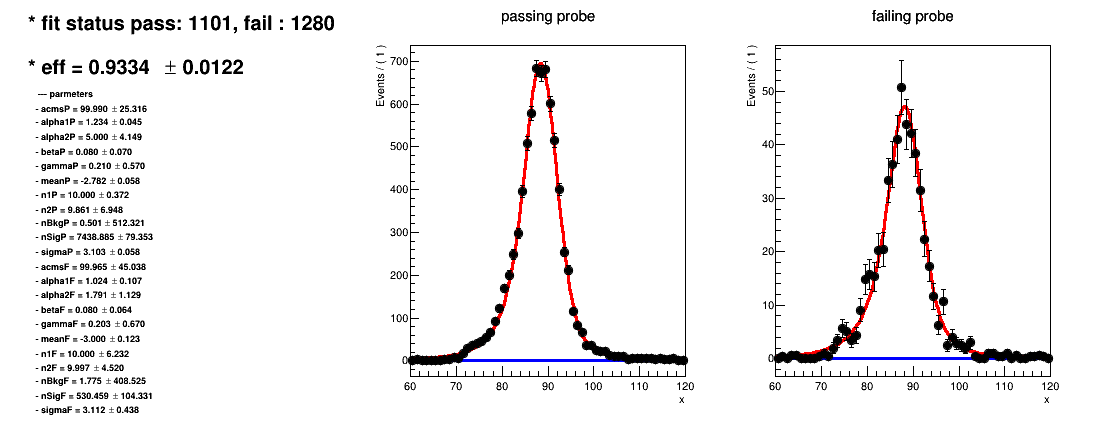 * fit status pass: 1101, fail : 1280
* eff = 0.9334 ± 0.0122
--- parmeters
- acmsP = 99.990 ± 25.316
- alpha1P = 1.234 ± 0.045
- alpha2P = 5.000 ± 4.149
- betaP = 0.080 ± 0.070
- gammaP = 0.210 ± 0.570
- meanP = -2.782 ± 0.058
- n1P = 10.000 ± 0.372
- n2P = 9.861 ± 6.948
- nBkgP = 0.501 ± 512.321
- nSigP = 7438.885 ± 79.353
- sigmaP = 3.103 ± 0.058
- acmsF = 99.965 ± 45.038
- alpha1F = 1.024 ± 0.107
- alpha2F = 1.791 ± 1.129
- betaF = 0.080 ± 0.064
- gammaF = 0.203 ± 0.670
- meanF = -3.000 ± 0.123
- n1F = 10.000 ± 6.232
- n2F = 9.997 ± 4.520
- nBkgF = 1.775 ± 408.525
- nSigF = 530.459 ± 104.331
- sigmaF = 3.112 ± 0.438
passing probe
Events / ( 1 )
700
600
500
400
300
200
100
0
60 70 80 90 100 110 120
x
failing probe
Events / ( 1 )
50
40
30
20
10
0
60 70 80 90 100 110 120
x